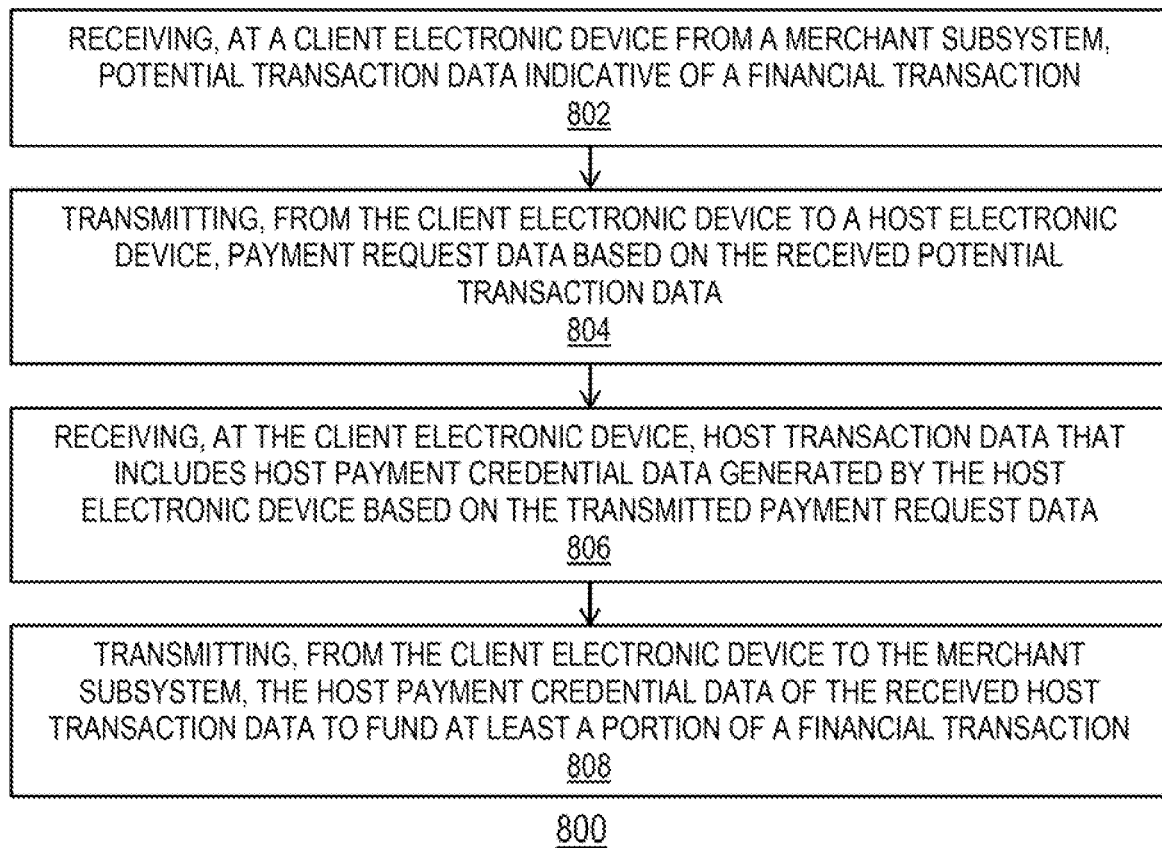 RECEIVING, AT A CLIENT ELECTRONIC DEVICE FROM A MERCHANT SUBSYSTEM,
POTENTIAL TRANSACTION DATA INDICATIVE OF A FINANCIAL TRANSACTION
802
TRANSMITTING, FROM THE CLIENT ELECTRONIC DEVICE TO A HOST ELECTRONIC
DEVICE, PAYMENT REQUEST DATA BASED ON THE RECEIVED POTENTIAL
TRANSACTION DATA
804
RECEIVING, AT THE CLIENT ELECTRONIC DEVICE, HOST TRANSACTION DATA THAT
INCLUDES HOST PAYMENT CREDENTIAL DATA GENERATED BY THE HOST
ELECTRONIC DEVICE BASED ON THE TRANSMITTED PAYMENT REQUEST DATA
806
TRANSMITTING, FROM THE CLIENT ELECTRONIC DEVICE TO THE MERCHANT
SUBSYSTEM, THE HOST PAYMENT CREDENTIAL DATA OF THE RECEIVED HOST
TRANSACTION DATA TO FUND AT LEAST A PORTION OF A FINANCIAL TRANSACTION
808
800